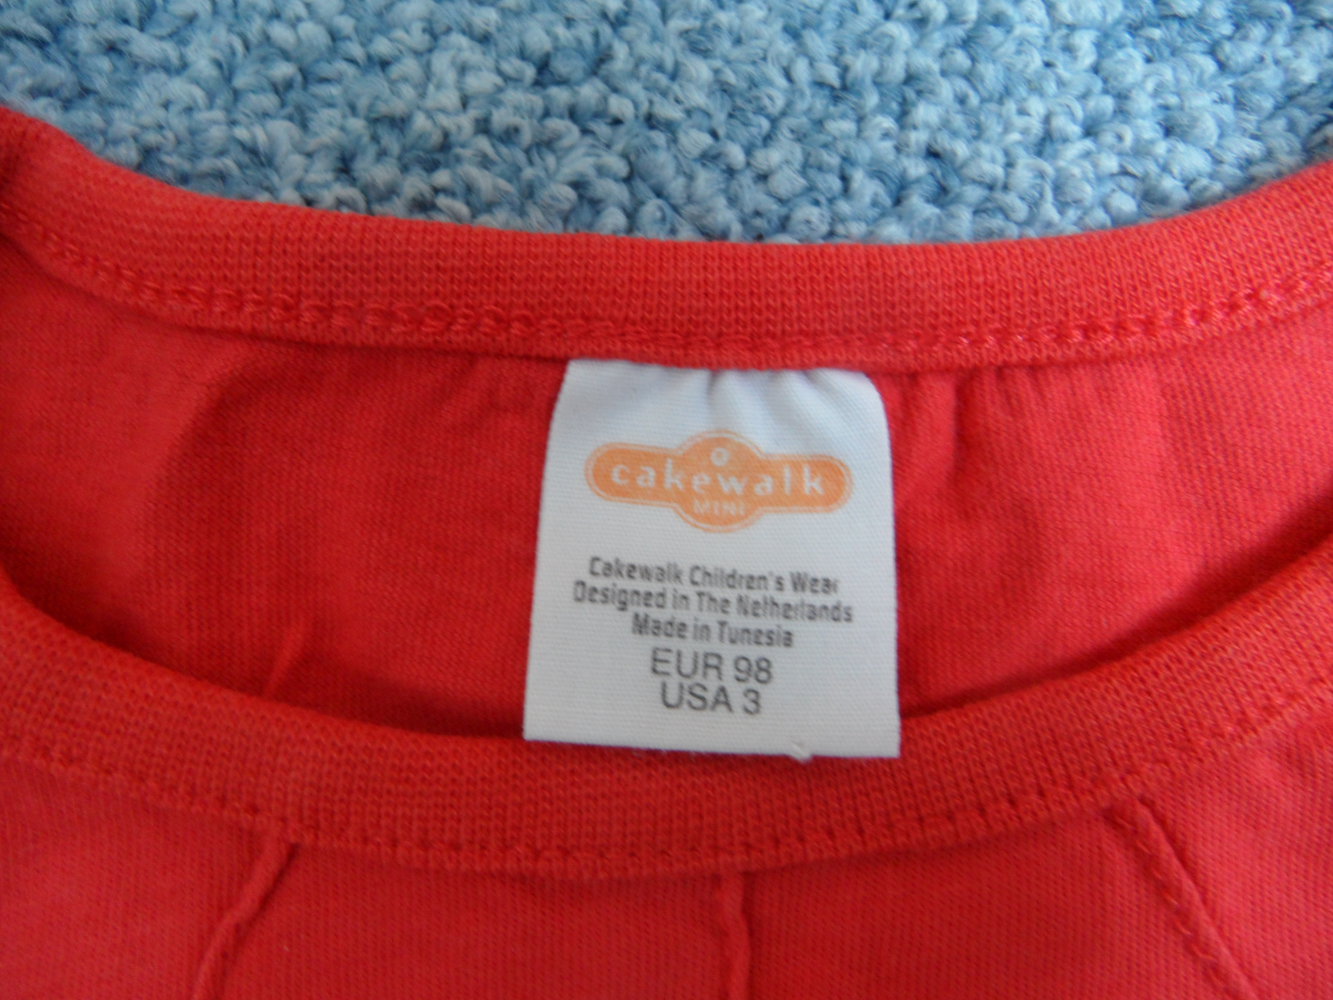 cakewalk
MINI
Cakewalk Children's Wear
Designed in The Netherlands
Made in Tunesia
EUR 98
USA 3